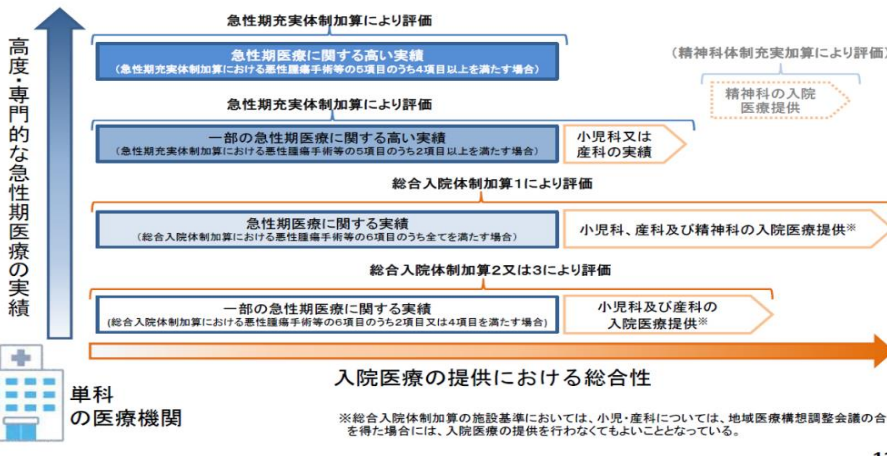 高度・専門的な急性期医療の実績
急性期充実体制加算により評価
急性期医療に関する高い実績
(急性期充実体制加算における悪性腫瘍手術等の5項目のうち4項目以上を満たす場合)
(精神科体制充実加算により評価)
精神科の入院
医療提供
急性期充実体制加算により評価
一部の急性期医療に関する高い実績
(急性期充実体制加算における悪性腫瘍手術等の5項目のうち2項目以上を満たす場合)
小児科又は
産科の実績
総合入院体制加算1により評価
急性期医療に関する実績
(総合入院体制加算における悪性腫瘍手術等の6項目のうち全てを満たす場合)
小児科、産科及び精神科の入院医療提供※
総合入院体制加算2又は3により評価
一部の急性期医療に関する実績
(総合入院体制加算における悪性腫瘍手術等の6項目のうち2項目又は4項目を満たす場合)
小児科及び産科の
入院医療提供※
入院医療の提供における総合性
単科
の医療機関
※総合入院体制加算の施設基準においては、小児・産科については、地域医療構想調整会議の合
を得た場合には、入院医療の提供を行わなくてもよいこととなっている。